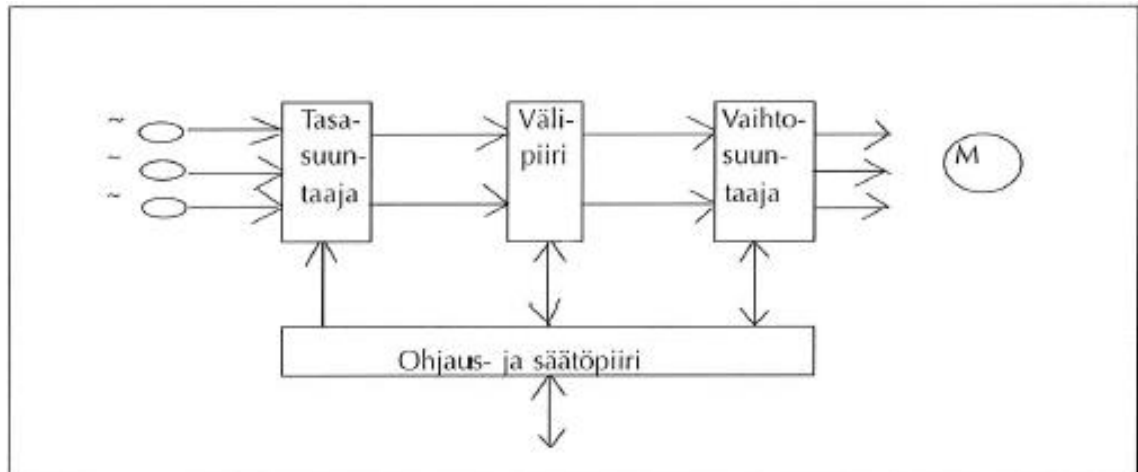 ~
~
~
Tasa-
suun-
taaja
Väli-
piiri
Vaihto-
suun-
taaja
M
Ohjaus- ja säätöpiiri